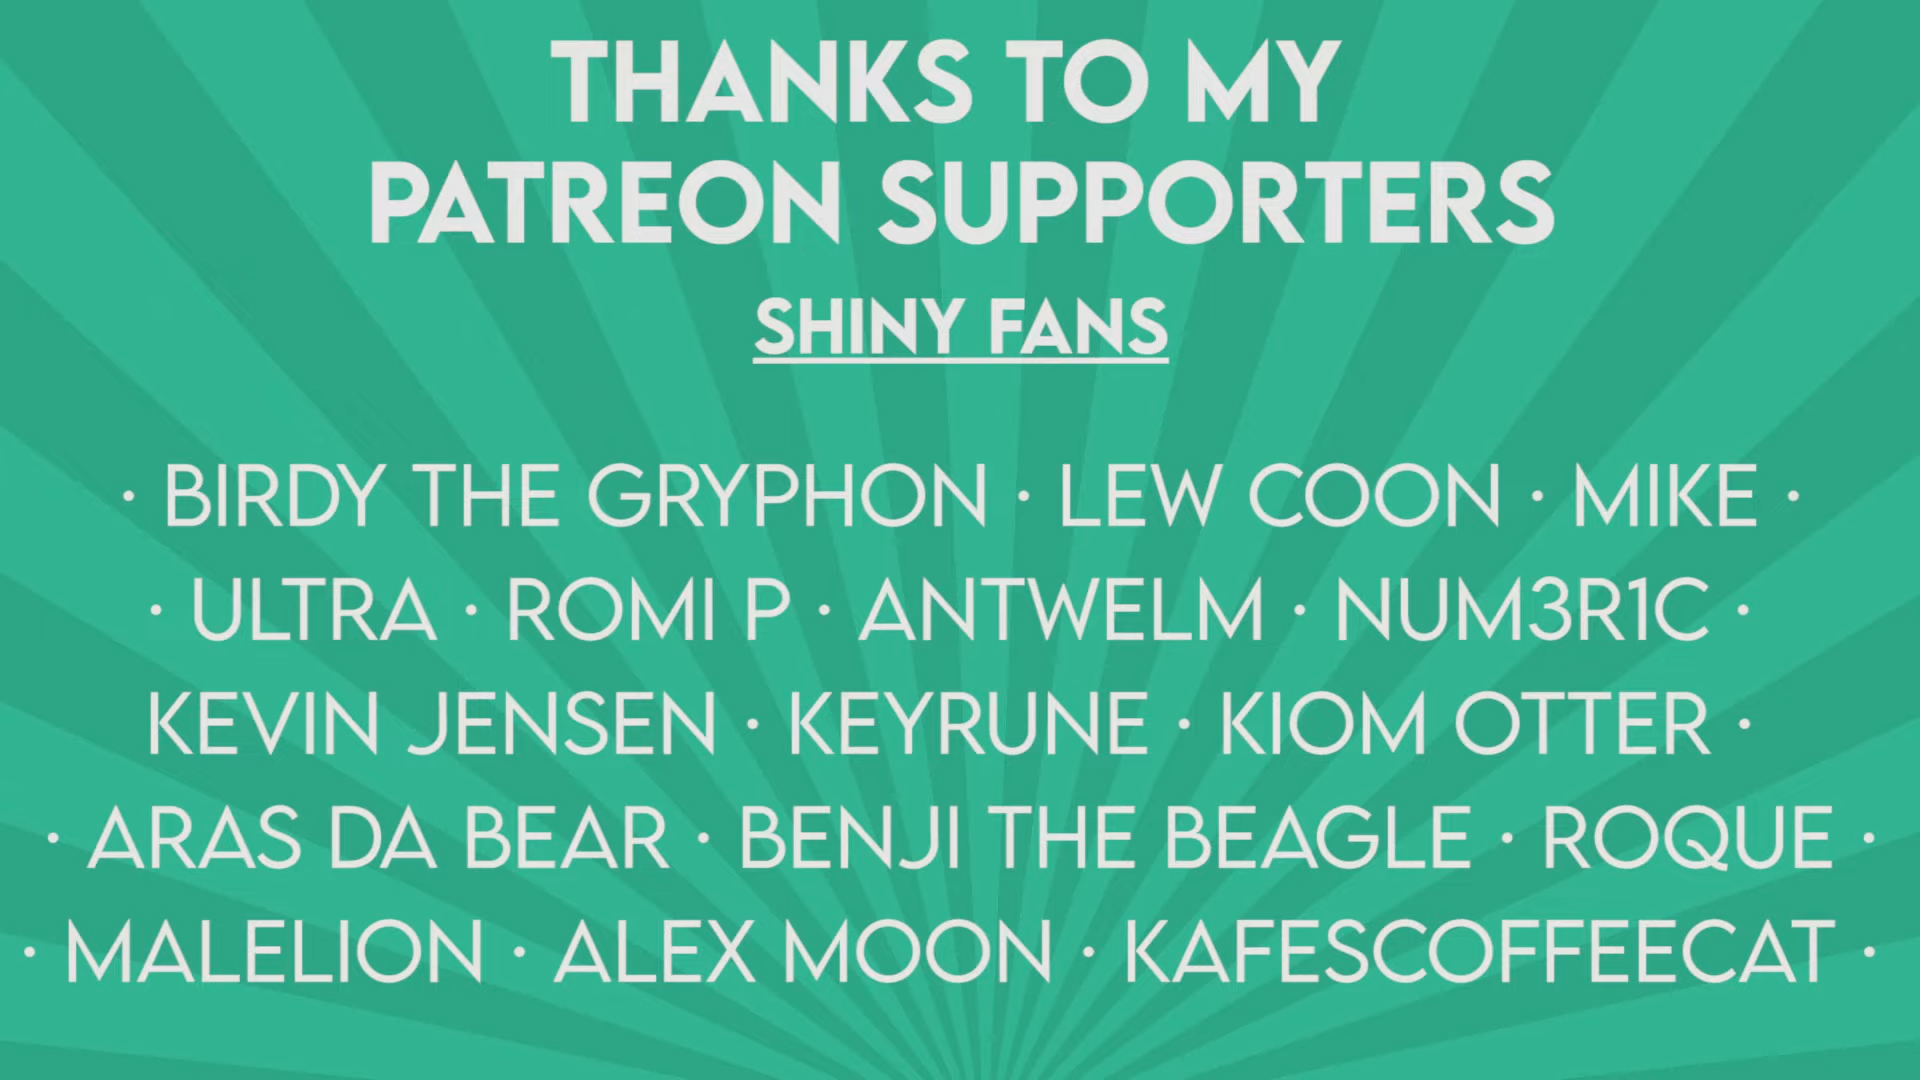 THANKS TO MY
PATREON SUPPORTERS
SHINY FANS
· BIRDY THE GRYPHON · LEW COON · MIKE ·
· ULTRA · ROMI P · ANTWELM · NUM3R1C ·
KEVIN JENSEN · KEYRUNE · KIOM OTTER ·
· ARAS DA BEAR · BENJI THE BEAGLE · ROQUE ·
· MALELION · ALEX MOON · KAFESCOFFEECAT ·